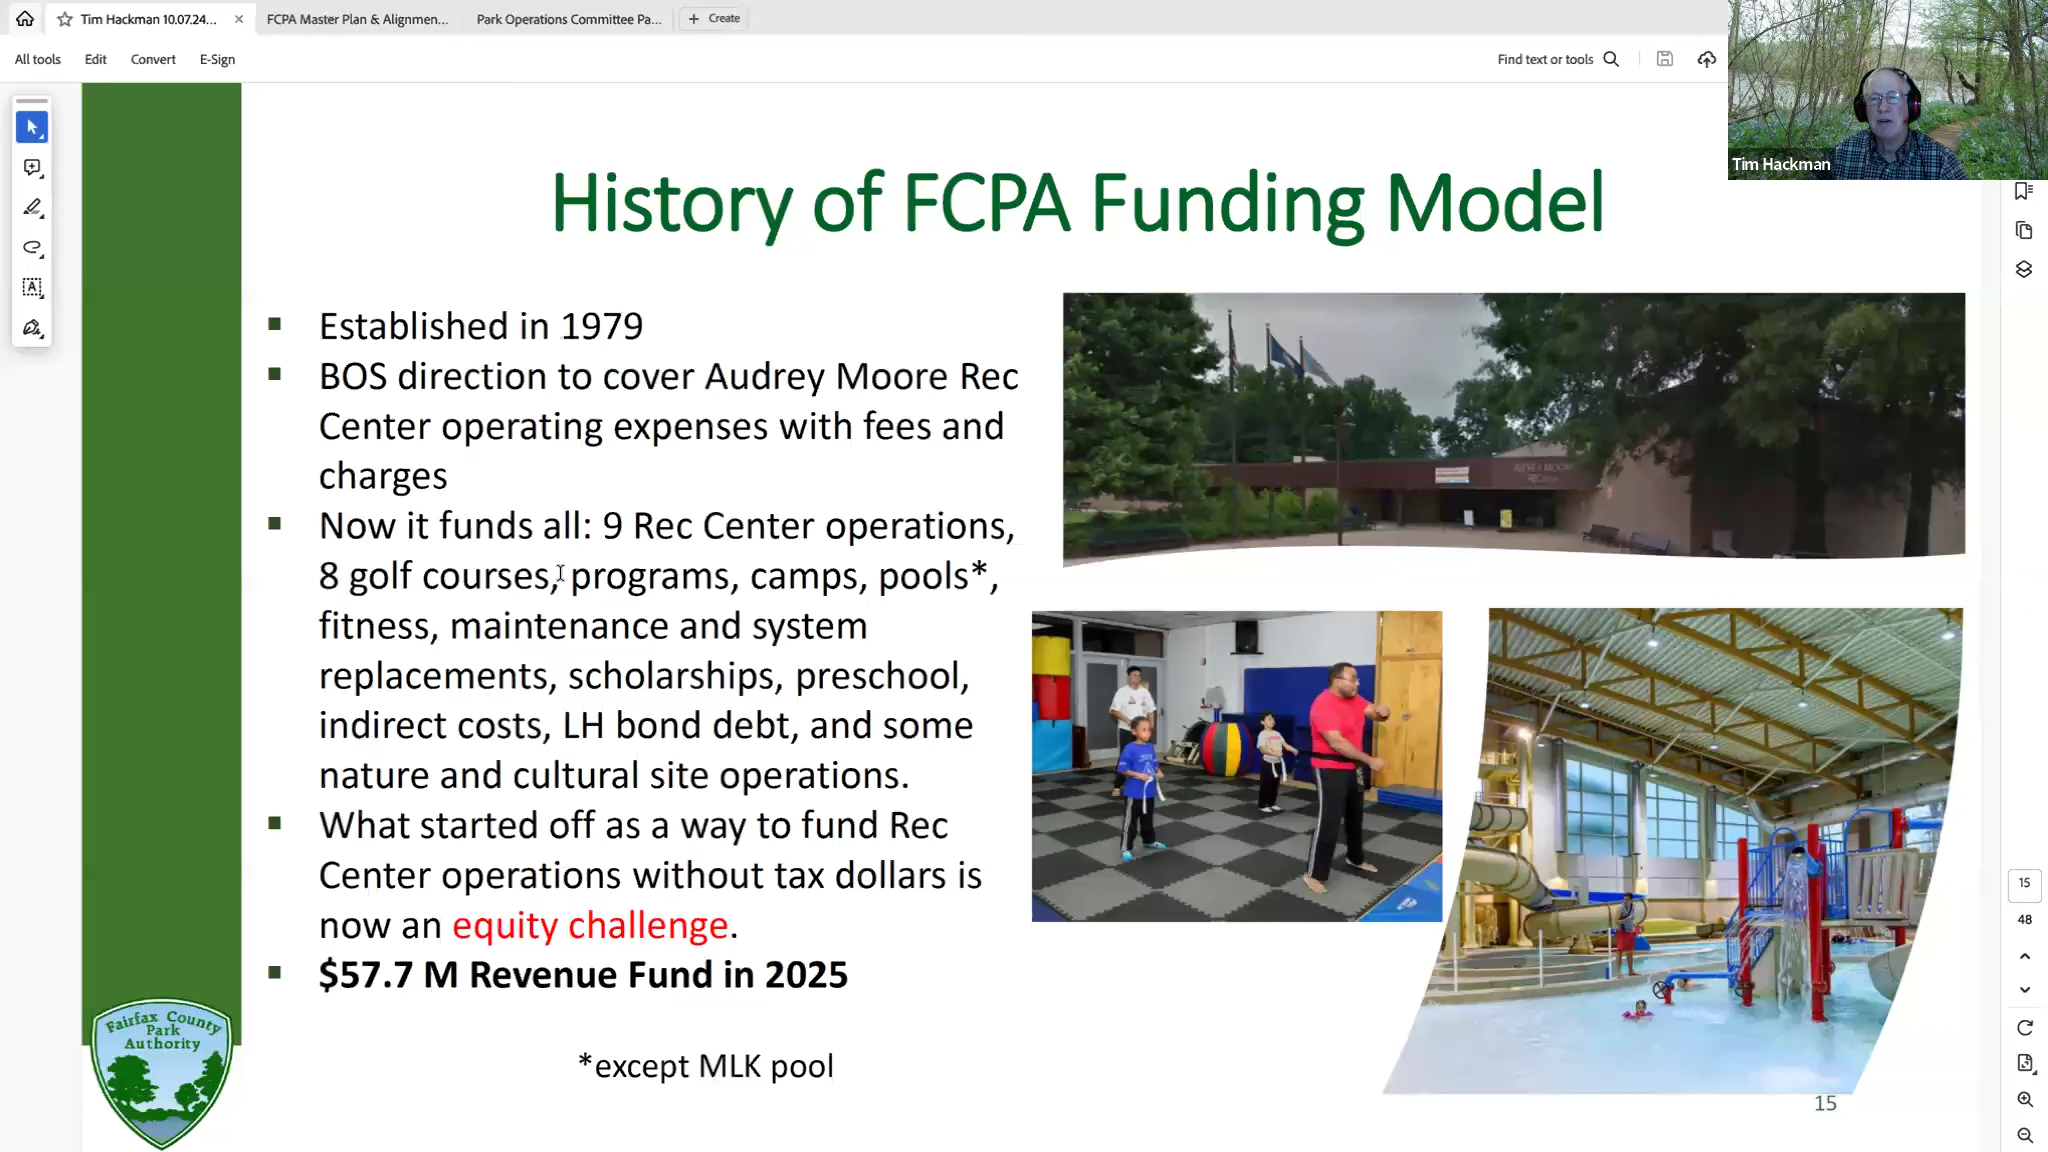 Tim Hackman 10.07.24...
FCPA Master Plan & Alignmen...
Park Operations Committee Pa...
Create
All tools
Edit
Convert
E-Sign
Find text or tools
Tim Hackman
History of FCPA Funding Model
Established in 1979
BOS direction to cover Audrey Moore Rec
Center operating expenses with fees and
charges
Now it funds all: 9 Rec Center operations,
8 golf courses, programs, camps, pools*,
fitness, maintenance and system
replacements, scholarships, preschool,
indirect costs, LH bond debt, and some
nature and cultural site operations.
What started off as a way to fund Rec
Center operations without tax dollars is
now an equity challenge.
$57.7 M Revenue Fund in 2025
*except MLK pool
Fairfax County
Park
Authority
15
15
48